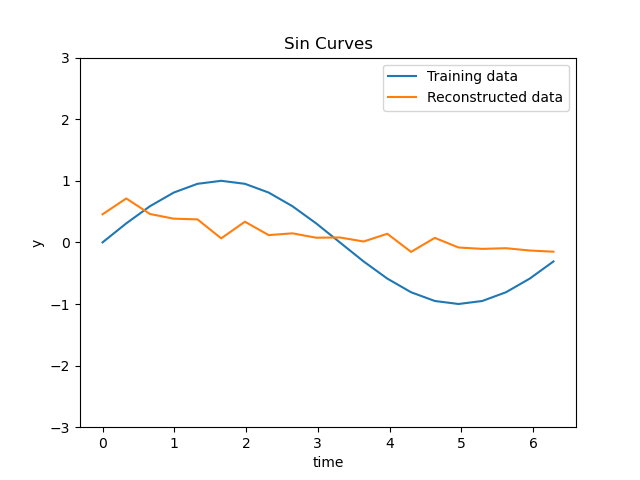 Sin Curves
Training data
Reconstructed data
3
2
1
0
−1
−2
−3
y
0 1 2 3 4 5 6
time